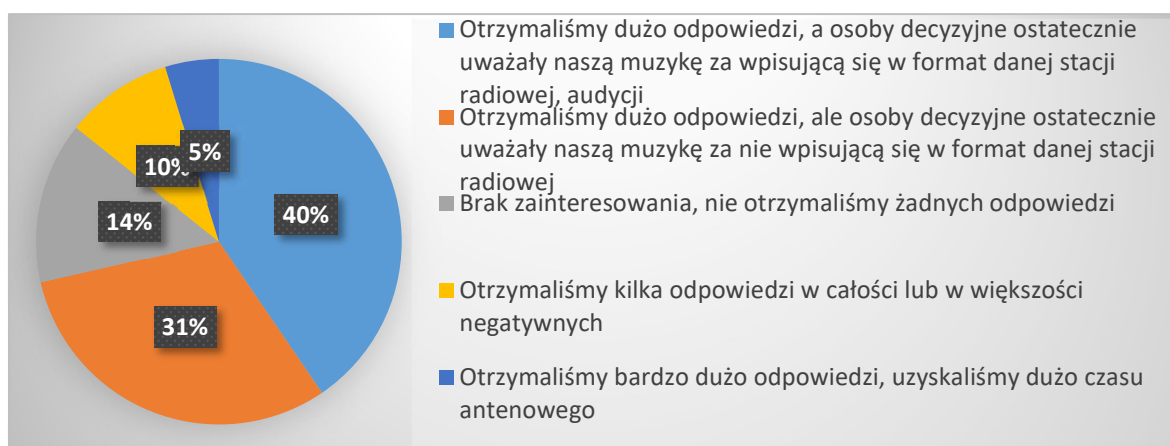 Otrzymaliśmy dużo odpowiedzi, a osoby decyzyjne ostatecznie
uważały naszą muzykę za wpisującą się w format danej stacji
radiowej, audycji
Otrzymaliśmy dużo odpowiedzi, ale osoby decyzyjne ostatecznie
uważały naszą muzykę za nie wpisującą się w format danej stacji
radiowej
Brak zainteresowania, nie otrzymaliśmy żadnych odpowiedzi
Otrzymaliśmy kilka odpowiedzi w całości lub w większości
negatywnych
Otrzymaliśmy bardzo dużo odpowiedzi, uzyskaliśmy dużo czasu
antenowego
5%
10%
14%
40%
31%